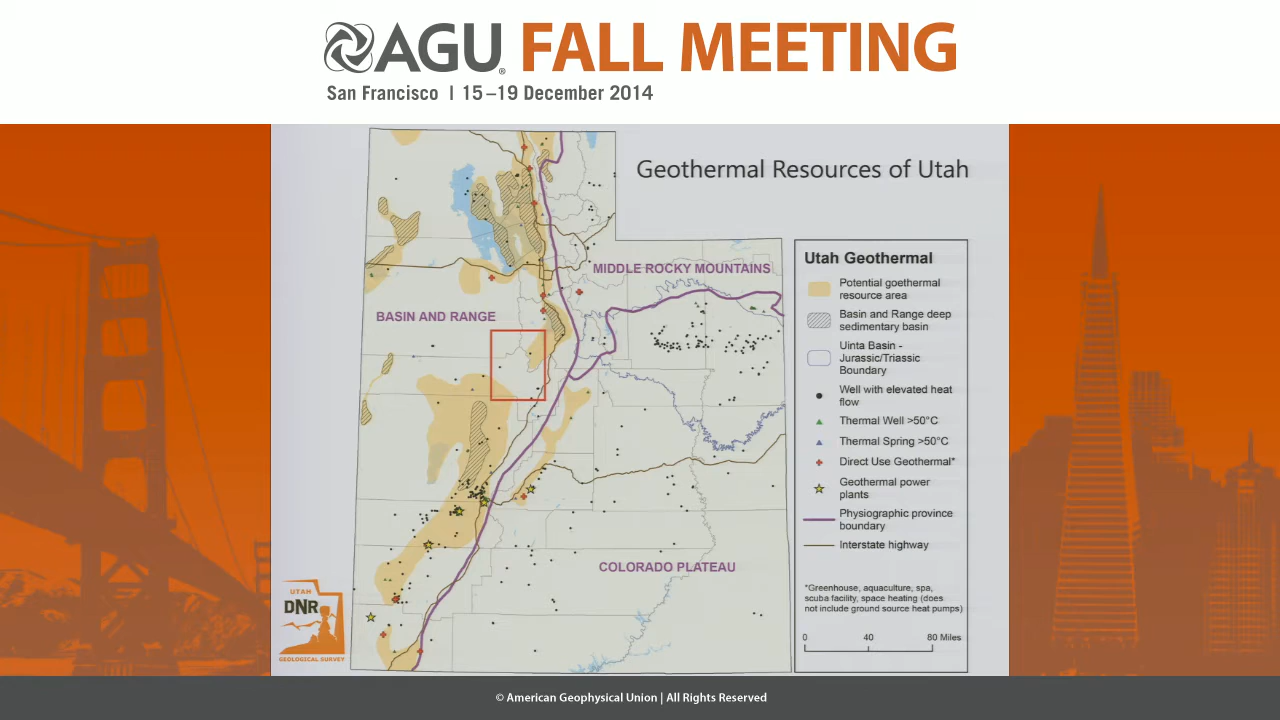 AGU FALL MEETING
San Francisco | 15–19 December 2014
Geothermal Resources of Utah
MIDDLE ROCKY MOUNTAINS
BASIN AND RANGE
COLORADO PLATEAU
Utah Geothermal
Potential goethermal
resource area
Basin and Range deep
sedimentary basin
Uinta Basin -
Jurassic/Triassic
Boundary
Well with elevated heat
flow
Thermal Well >50°C
Thermal Spring >50°C
Direct Use Geothermal*
Geothermal power
plants
Physiographic province
boundary
Interstate highway
*Greenhouse, aquaculture, spa,
scuba facility, space heating (does
not include ground source heat pumps)
0 40 80 Miles
UTAH
DNR
GEOLOGICAL SURVEY
© American Geophysical Union | All Rights Reserved